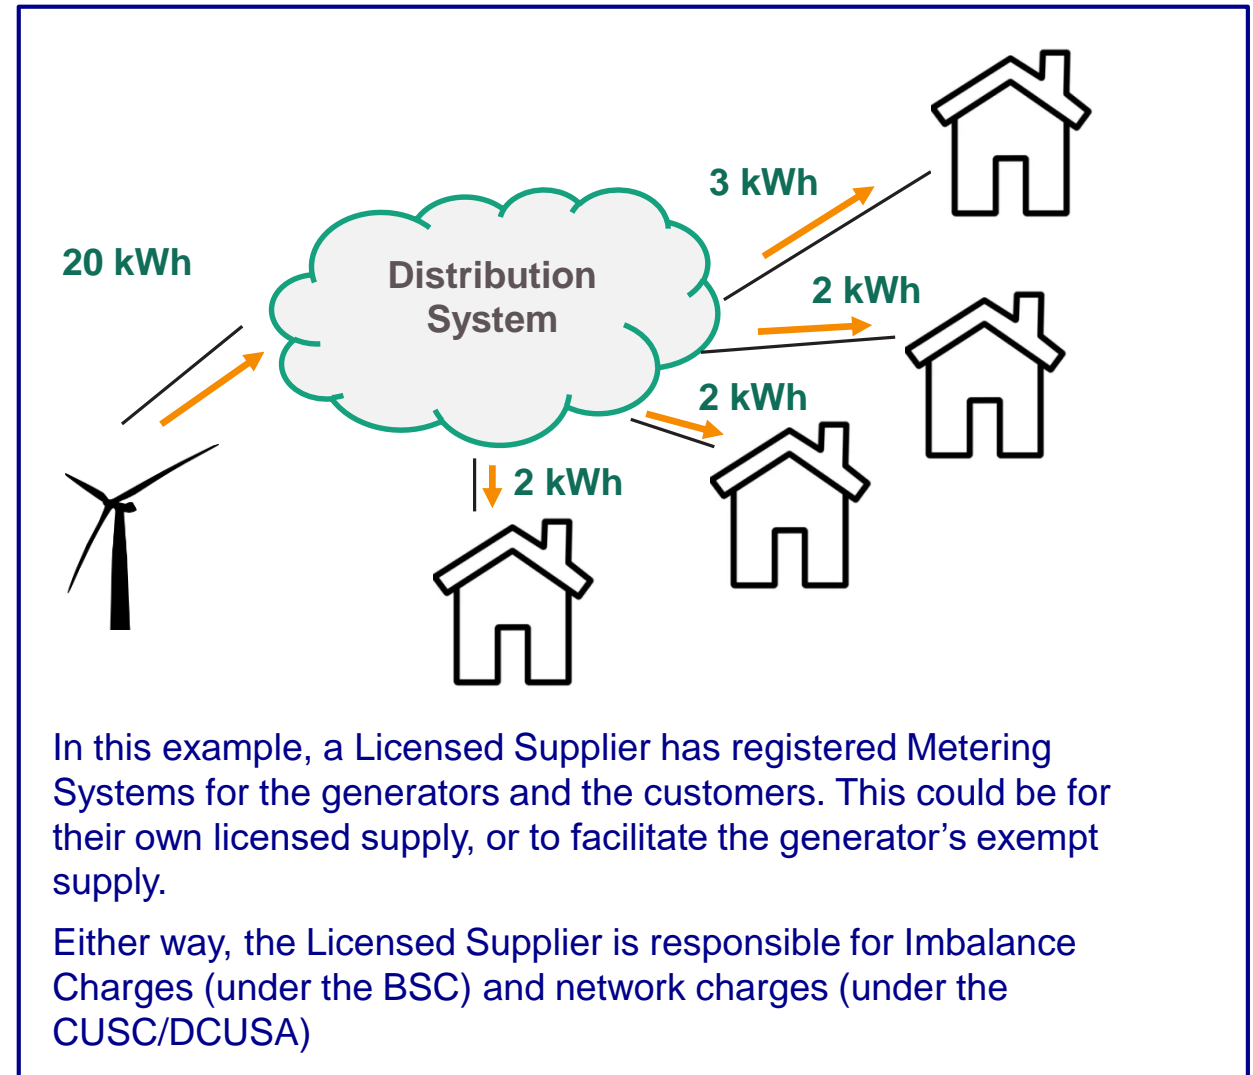 3 kWh
20 kWh
Distribution
System
2 kWh
2 kWh
2 kWh
In this example, a Licensed Supplier has registered Metering
Systems for the generators and the customers. This could be for
their own licensed supply, or to facilitate the generator’s exempt
supply.
Either way, the Licensed Supplier is responsible for Imbalance
Charges (under the BSC) and network charges (under the
CUSC/DCUSA)